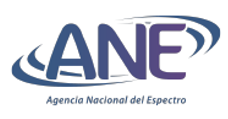 ANE
Agencia Nacional del Espectro